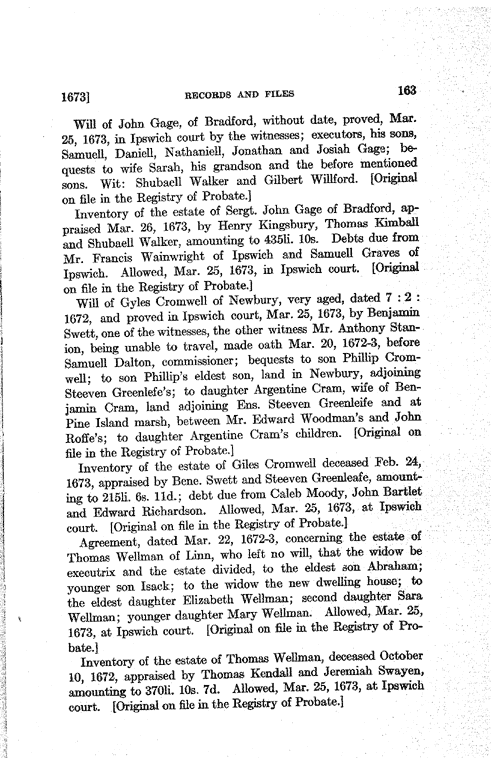 1673] RECORDS AND FILES 163
Will of John Gage, of Bradford, without date, proved, Mar.
25, 1673, in Ipswich court by the witnesses; executors, his sons,
Samuell, Daniell, Nathaniell, Jonathan and Josiah Gage; be-
quests to wife Sarah, his grandson and the before mentioned
sons. Wit: Shubaell Walker and Gilbert Willford. [Original
on file in the Registry of Probate.]
Inventory of the estate of Sergt. John Gage of Bradford, ap-
praised Mar. 26, 1673, by Henry Kingsbury, Thomas Kimball
and Shubaell Walker, amounting to 435li. 10s. Debts due from
Mr. Francis Wainwright of Ipswich and Samuell Graves of
Ipswich. Allowed, Mar. 25, 1673, in Ipswich court. [Original
on file in the Registry of Probate.]
Will of Gyles Cromwell of Newbury, very aged, dated 7 : 2 :
1672, and proved in Ipswich court, Mar. 25, 1673, by Benjamin
Swett, one of the witnesses, the other witness Mr. Anthony Stan-
ion, being unable to travel, made oath Mar. 20, 1672-3, before
Samuell Dalton, commissioner; bequests to son Phillip Crom-
well; to son Phillip's eldest son, land in Newbury, adjoining
Steeven Greenlefe's; to daughter Argentine Cram, wife of Ben-
jamin Cram, land adjoining Ens. Steeven Greenleife and at
Pine Island marsh, between Mr. Edward Woodman's and John
Roffe's; to daughter Argentine Cram's children. [Original on
file in the Registry of Probate.]
Inventory of the estate of Giles Cromwell deceased Feb. 24,
1673, appraised by Bene. Swett and Steeven Greenleafe, amount-
ing to 215li. 6s. 11d.; debt due from Caleb Moody, John Bartlet
and Edward Richardson. Allowed, Mar. 25, 1673, at Ipswich
court. [Original on file in the Registry of Probate.]
Agreement, dated Mar. 22, 1672-3, concerning the estate of
Thomas Wellman of Linn, who left no will, that the widow be
executrix and the estate divided, to the eldest son Abraham;
younger son Isack; to the widow the new dwelling house; to
the eldest daughter Elizabeth Wellman; second daughter Sara
Wellman; younger daughter Mary Wellman. Allowed, Mar. 25,
1673, at Ipswich court. [Original on file in the Registry of Pro-
bate.]
Inventory of the estate of Thomas Wellman, deceased October
10, 1672, appraised by Thomas Kendall and Jeremiah Swayen,
amounting to 370li. 10s. 7d. Allowed, Mar. 25, 1673, at Ipswich
court. [Original on file in the Registry of Probate.]